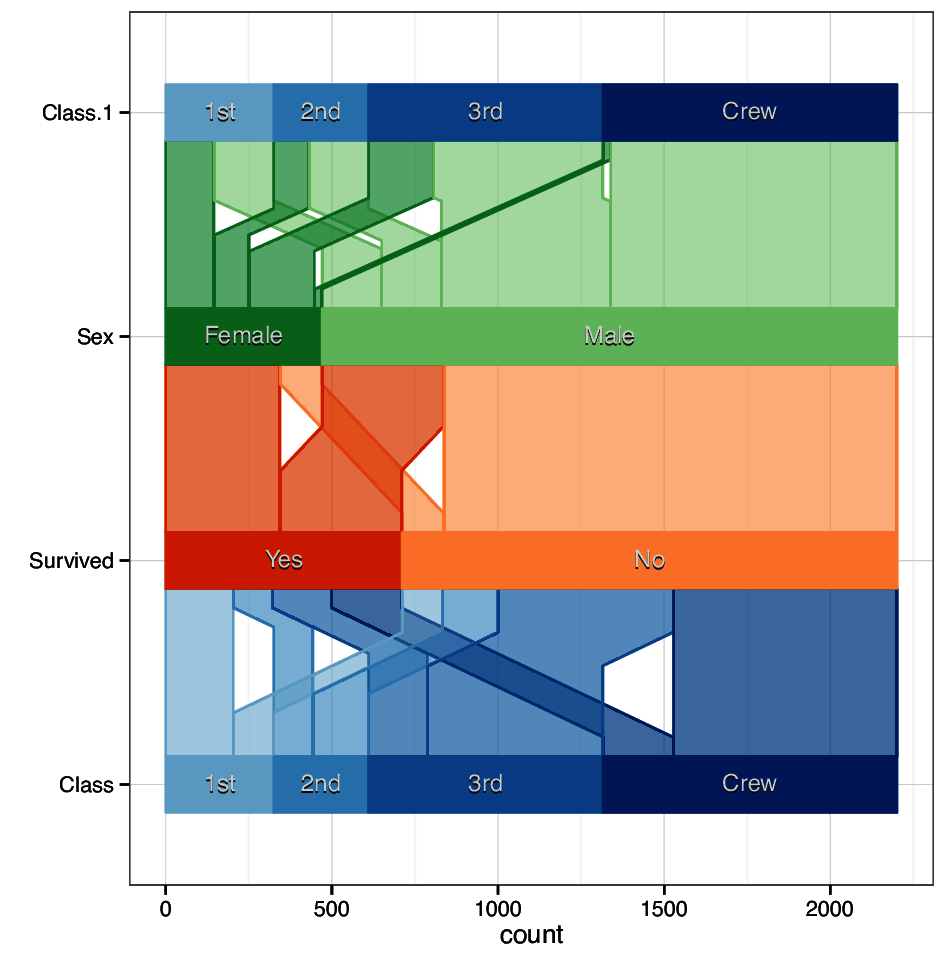 Class.1
1st 2nd 3rd Crew
Sex
Female Male
Survived
Yes No
Class
1st 2nd 3rd Crew
0 500 1000 1500 2000
count